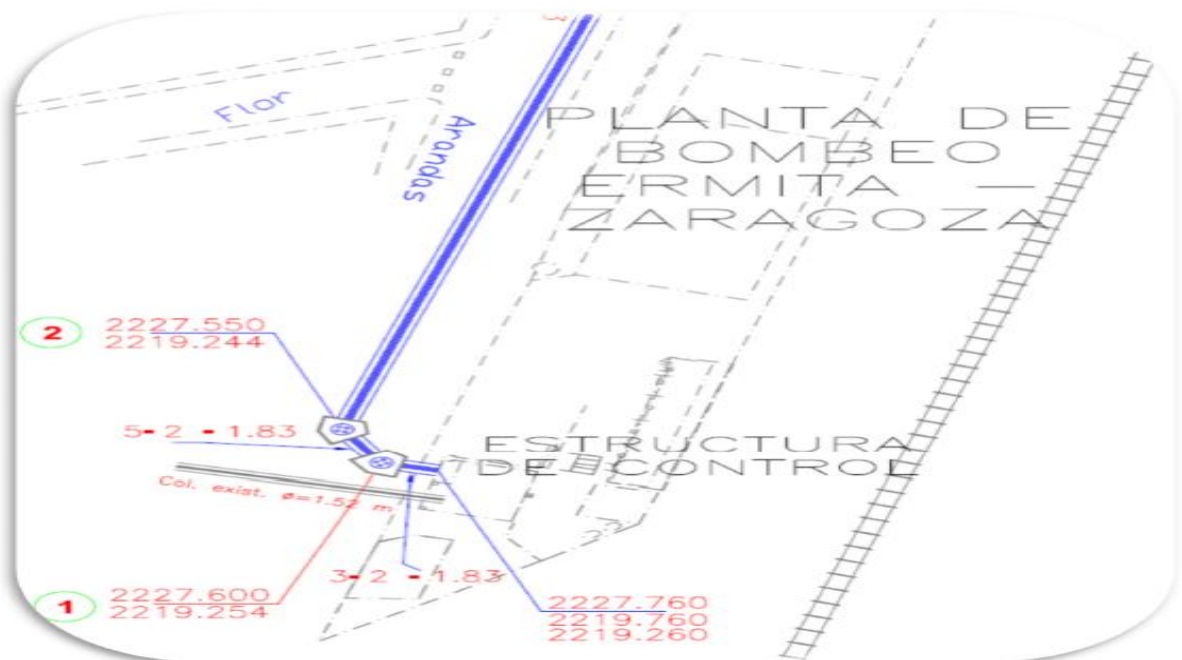 Flor
Arandas
PLANTA DE
BOMBEO
ERMITA –
ZARAGOZA
2
2227.550
2219.244
5•2 • 1.83
ESTRUCTURA
DE CONTROL
Col. exist. ø=1.52 m
3•2 • 1.83
1
2227.600
2219.254
2227.760
2219.760
2219.260